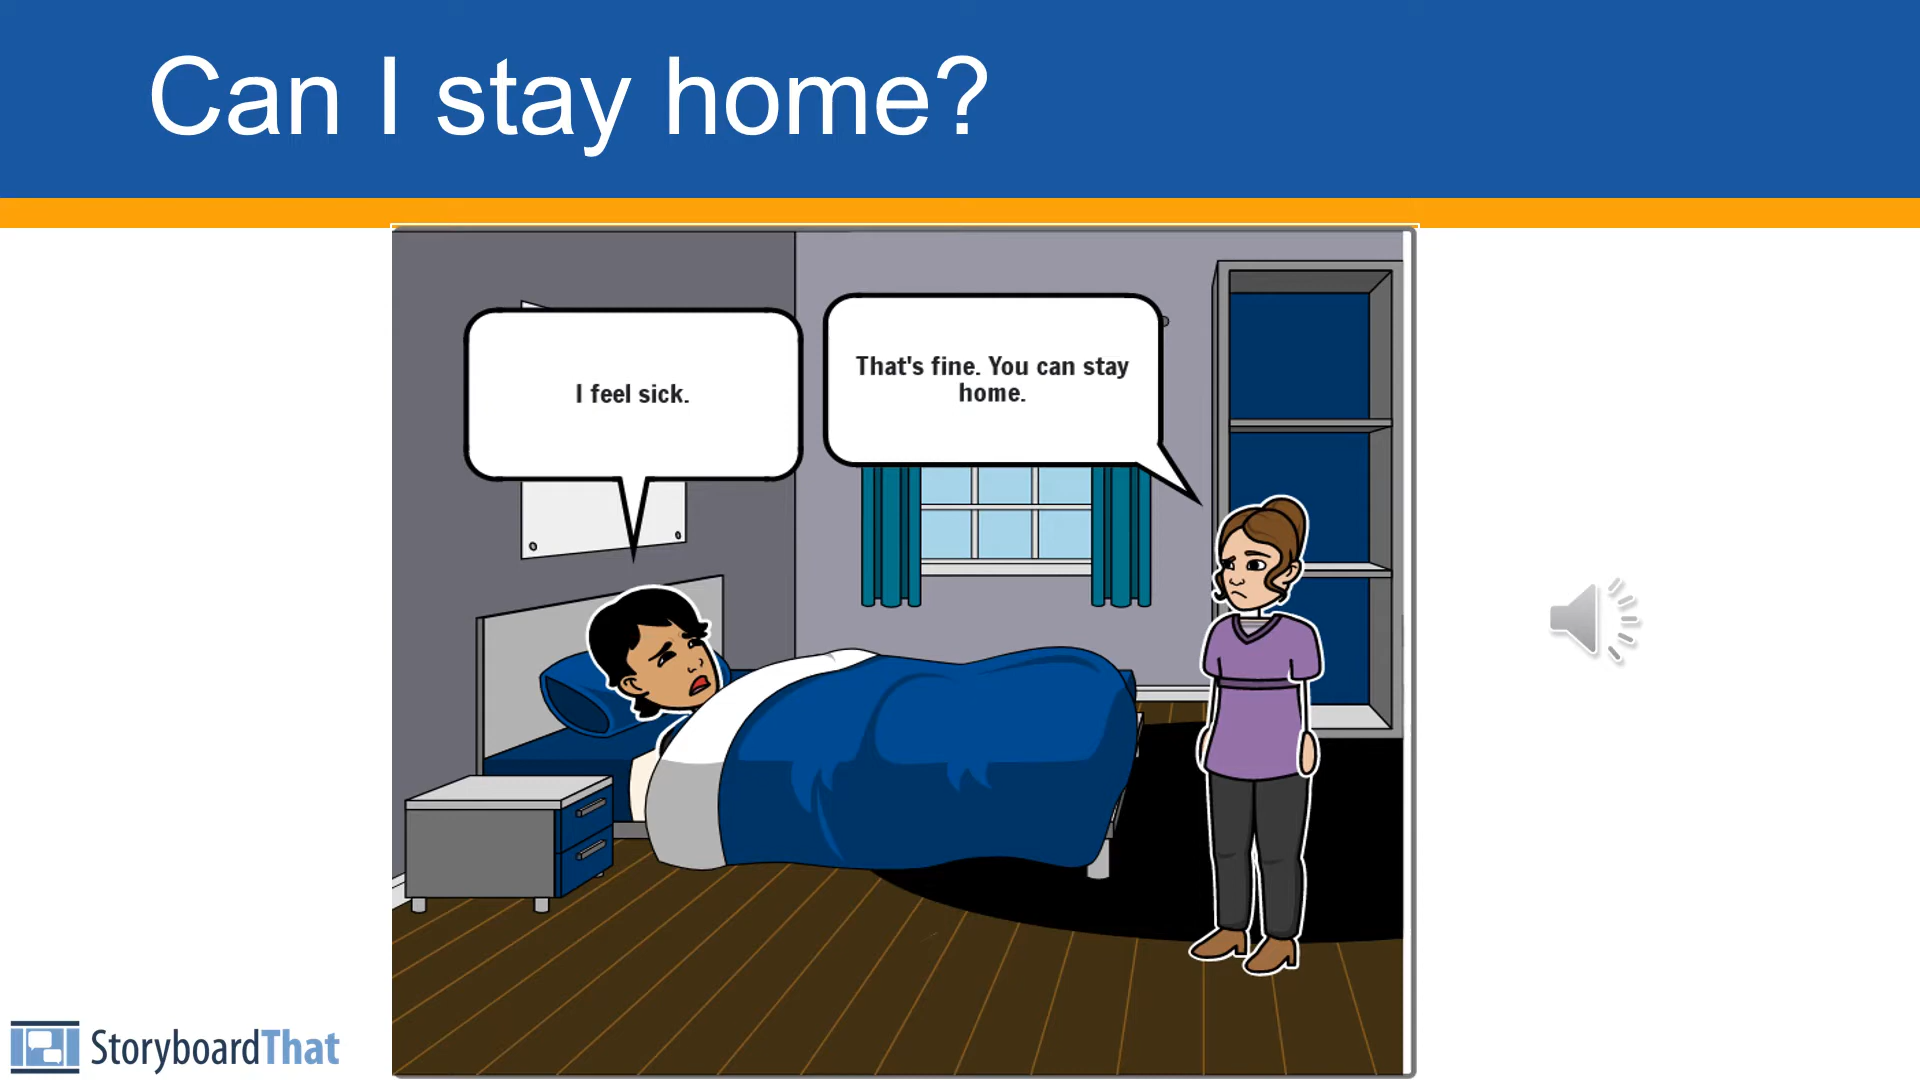 Can I stay home?
I feel sick.
That's fine. You can stay
home.
StoryboardThat